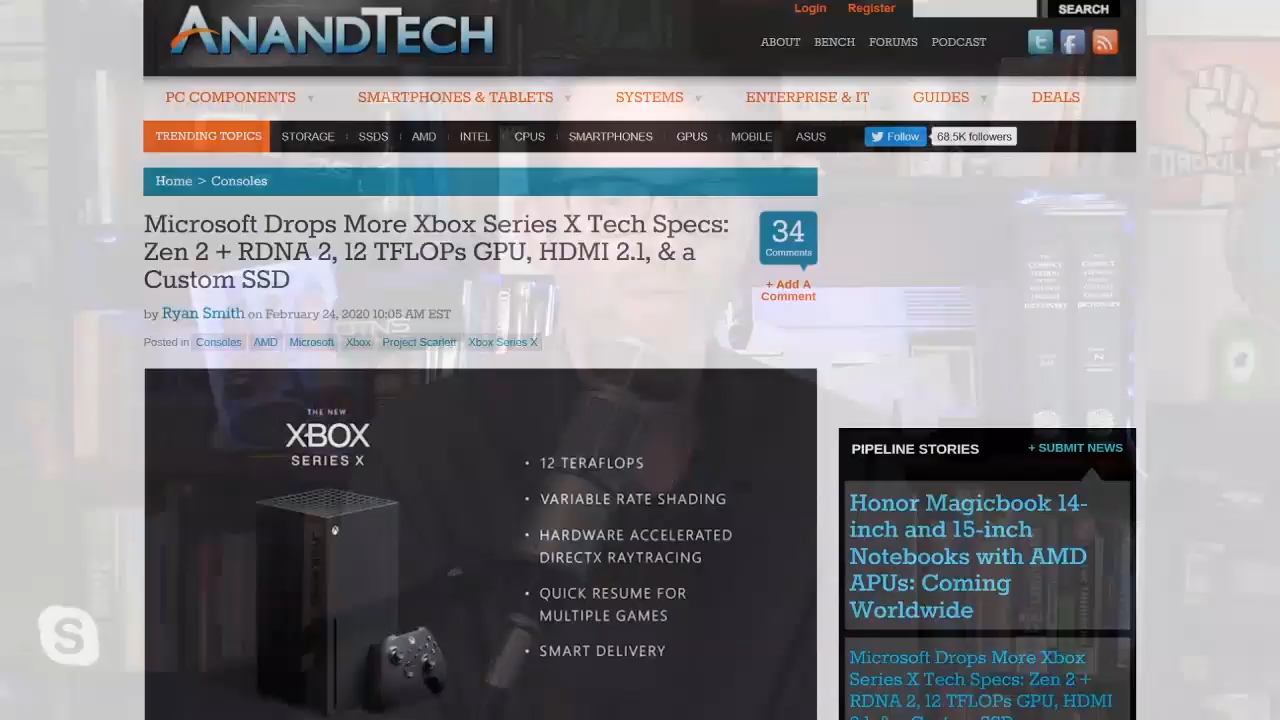 ANANDTECH
Login Register SEARCH
ABOUT BENCH FORUMS PODCAST
PC COMPONENTS SMARTPHONES & TABLETS SYSTEMS ENTERPRISE & IT GUIDES DEALS
TRENDING TOPICS STORAGE SSDS AMD INTEL CPUS SMARTPHONES GPUS MOBILE ASUS Follow 68.5K followers
Home > Consoles
Microsoft Drops More Xbox Series X Tech Specs:
Zen 2 + RDNA 2, 12 TFLOPs GPU, HDMI 2.1, & a
Custom SSD
34
Comments
+ Add A
Comment
by Ryan Smith on February 24, 2020 10:05 AM EST
Posted in Consoles AMD Microsoft Xbox Project Scarlett Xbox Series X
THE NEW
XBOX
SERIES X
• 12 TERAFLOPS
• VARIABLE RATE SHADING
• HARDWARE ACCELERATED
DIRECTX RAYTRACING
• QUICK RESUME FOR
MULTIPLE GAMES
• SMART DELIVERY
PIPELINE STORIES + SUBMIT NEWS
Honor Magicbook 14-
inch and 15-inch
Notebooks with AMD
APUs: Coming
Worldwide
Microsoft Drops More Xbox
Series X Tech Specs: Zen 2 +
RDNA 2, 12 TFLOPs GPU, HDMI
S